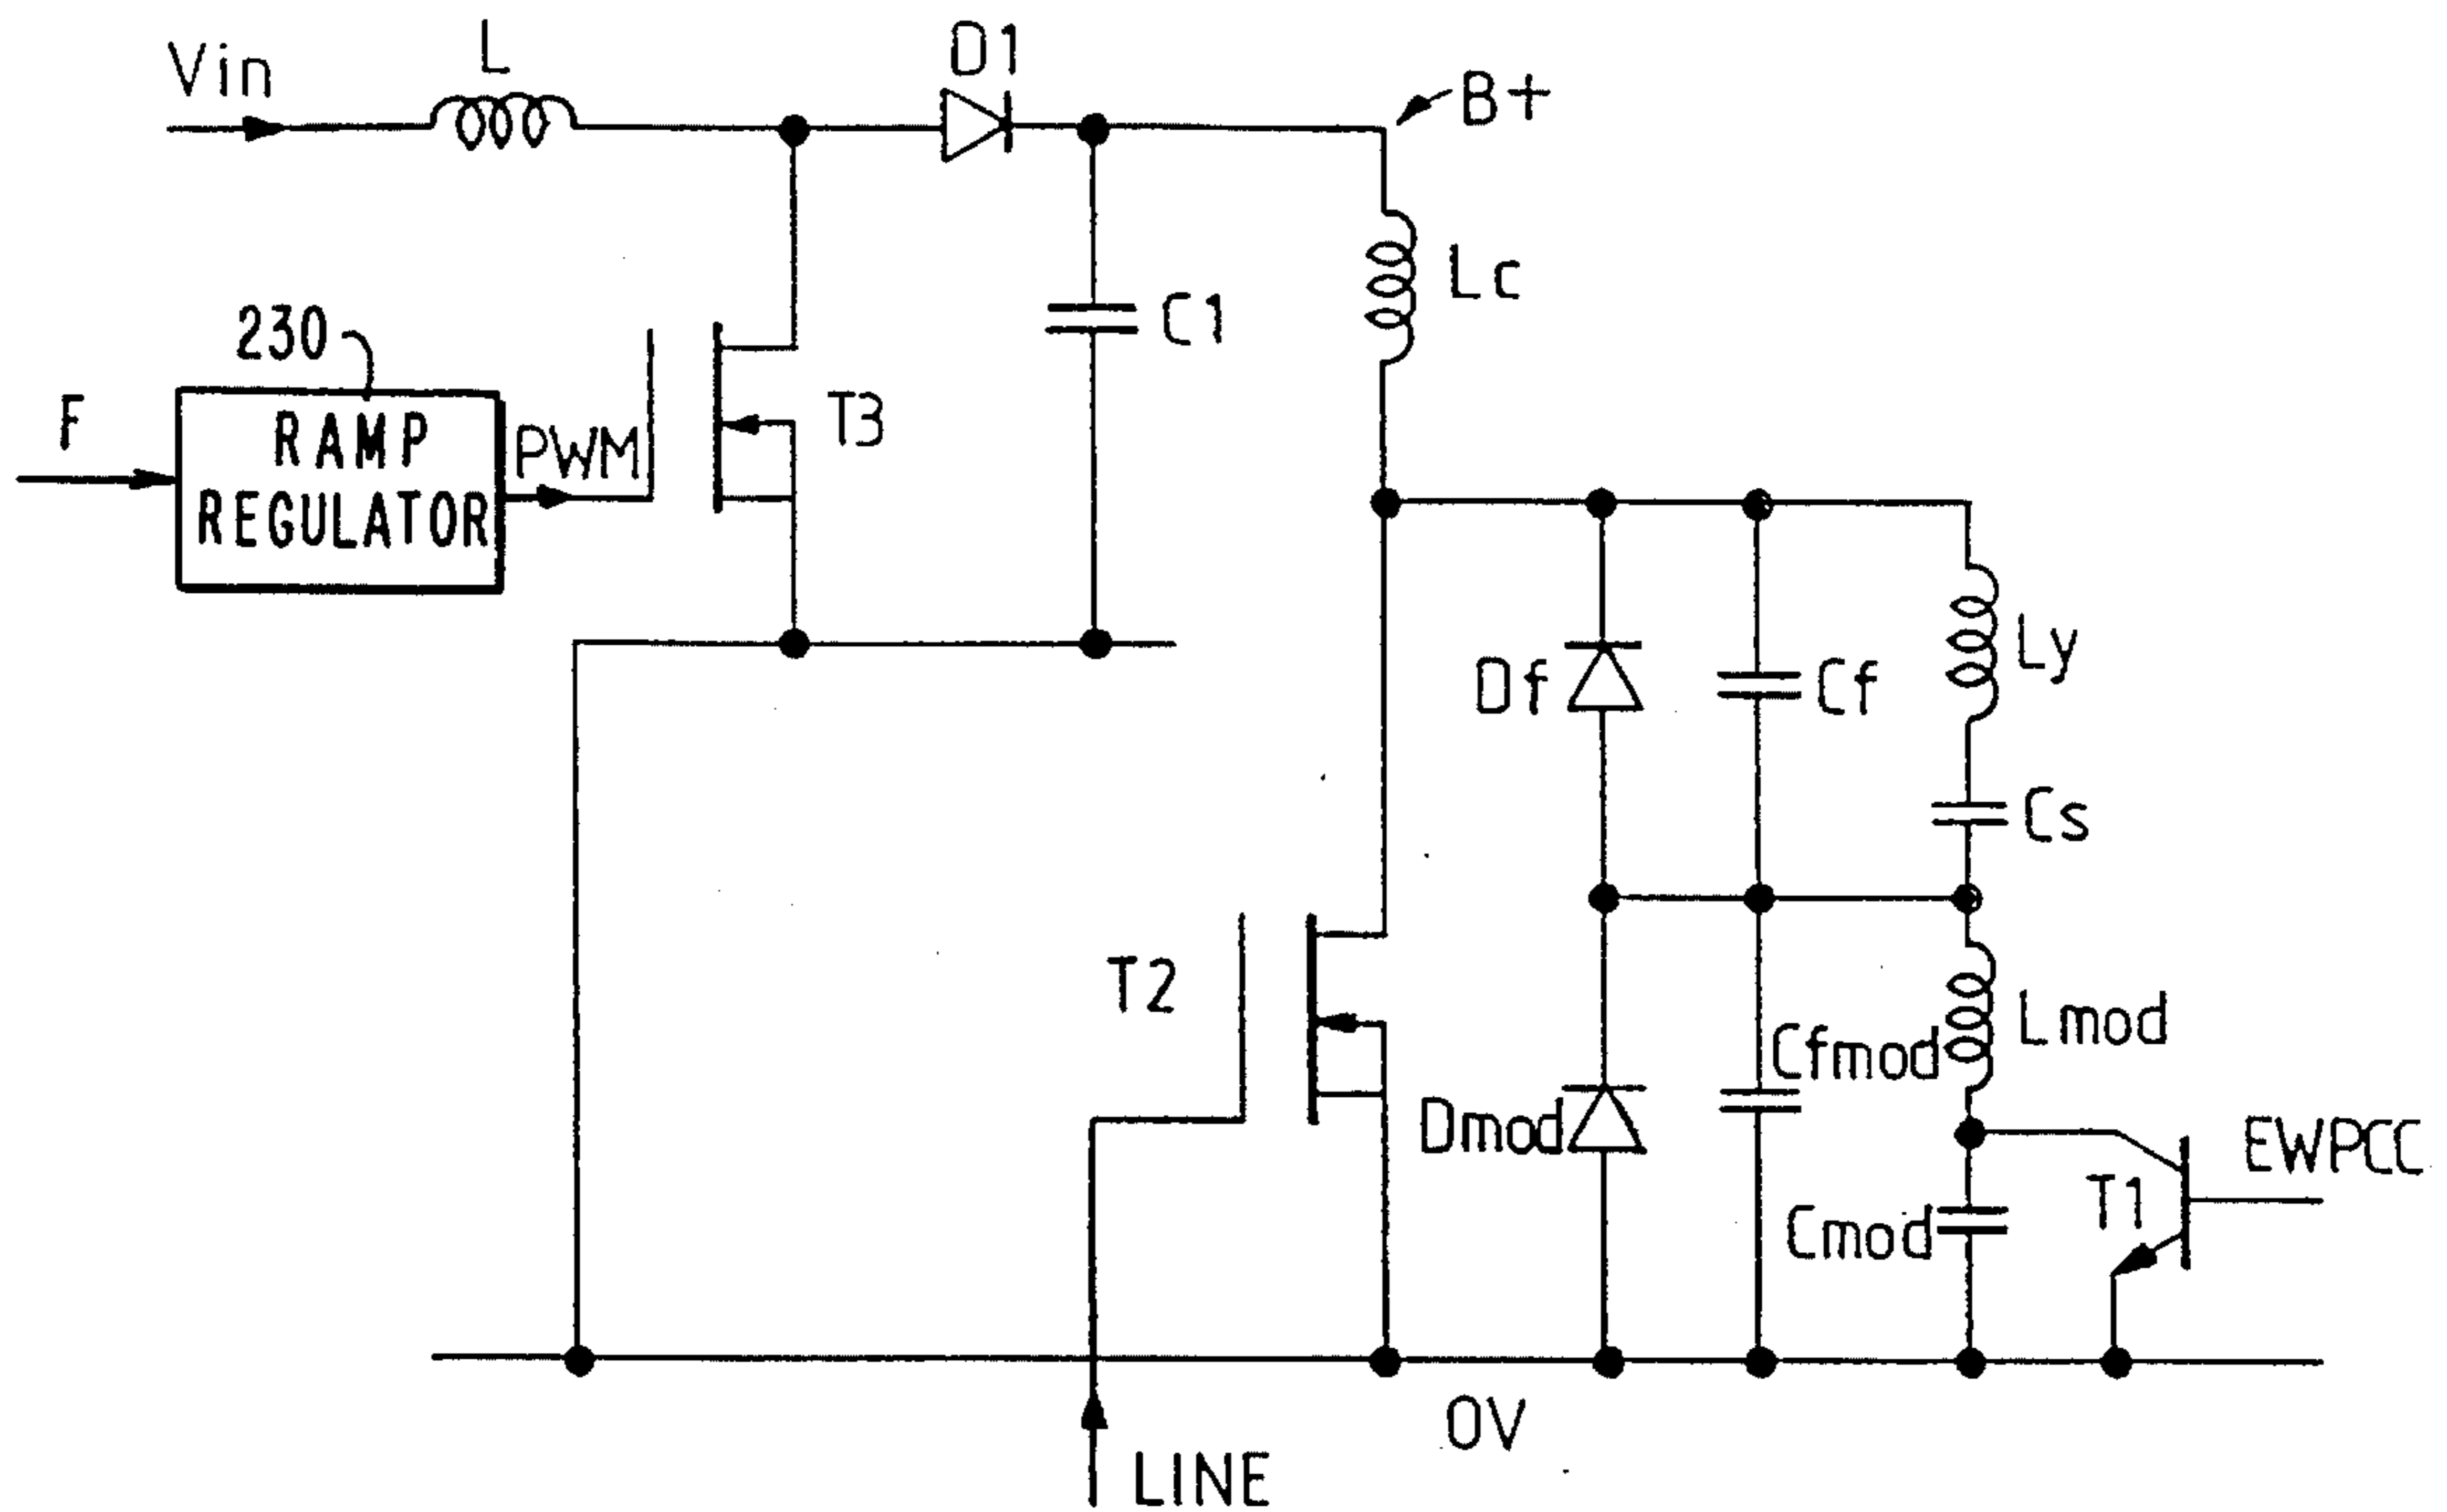 Vin
L
D1
B+
Lc
C1
230
F
RAMP
REGULATOR
PWM
T3
Df
Cf
Ly
Cs
T2
Dmod
Cfmod
Lmod
Cmod
T1
EWPCC
0V
LINE